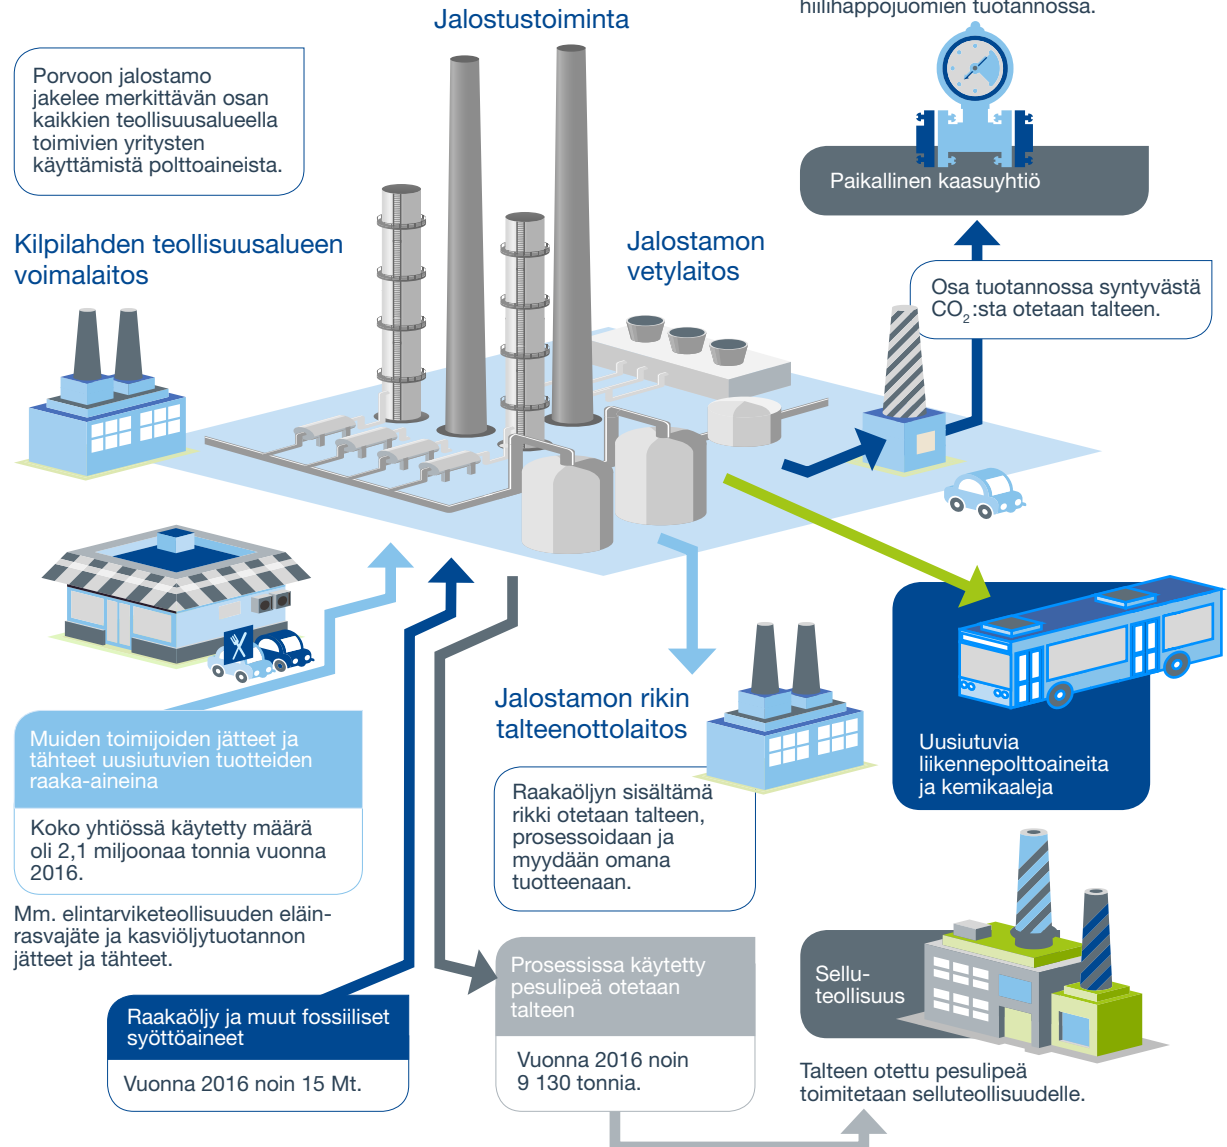 hiilihappojuomien tuotannossa.
Jalostustoiminta
Porvoon jalostamo
jakelee merkittävän osan
kaikkien teollisuusalueella
toimivien yritysten
käyttämistä polttoaineista.
Paikallinen kaasuyhtiö
Kilpilahden teollisuusalueen
voimalaitos
Jalostamon
vetylaitos
Osa tuotannossa syntyvästä
CO₂:sta otetaan talteen.
Jalostamon rikin
talteenottolaitos
Raakaöljyn sisältämä
rikki otetaan talteen,
prosessoidaan ja
myydään omana
tuotteenaan.
Uusiutuvia
liikennepolttoaineita
ja kemikaaleja
Muiden toimijoiden jätteet ja
tähteet uusiutuvien tuotteiden
raaka-aineina
Koko yhtiössä käytetty määrä
oli 2,1 miljoonaa tonnia vuonna
2016.
Mm. elintarviketeollisuuden eläin-
rasvajäte ja kasviöljytuotannon
jätteet ja tähteet.
Raakaöljy ja muut fossiiliset
syöttöaineet
Vuonna 2016 noin 15 Mt.
Prosessissa käytetty
pesulipeä otetaan
talteen
Vuonna 2016 noin
9 130 tonnia.
Sellu-
teollisuus
Talteen otettu pesulipeä
toimitetaan selluteollisuudelle.